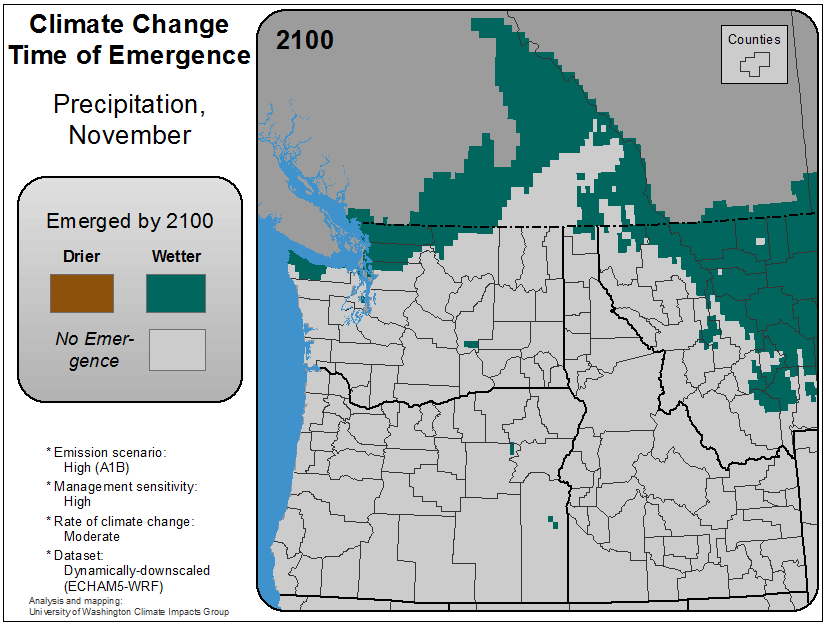 Climate Change
Time of Emergence
Precipitation,
November
Emerged by 2100
Drier
Wetter
No Emer-
gence
* Emission scenario:
High (A1B)
* Management sensitivity:
High
* Rate of climate change:
Moderate
* Dataset:
Dynamically-downscaled
(ECHAM5-WRF)
Analysis and mapping:
University of Washington Climate Impacts Group
2100
Counties